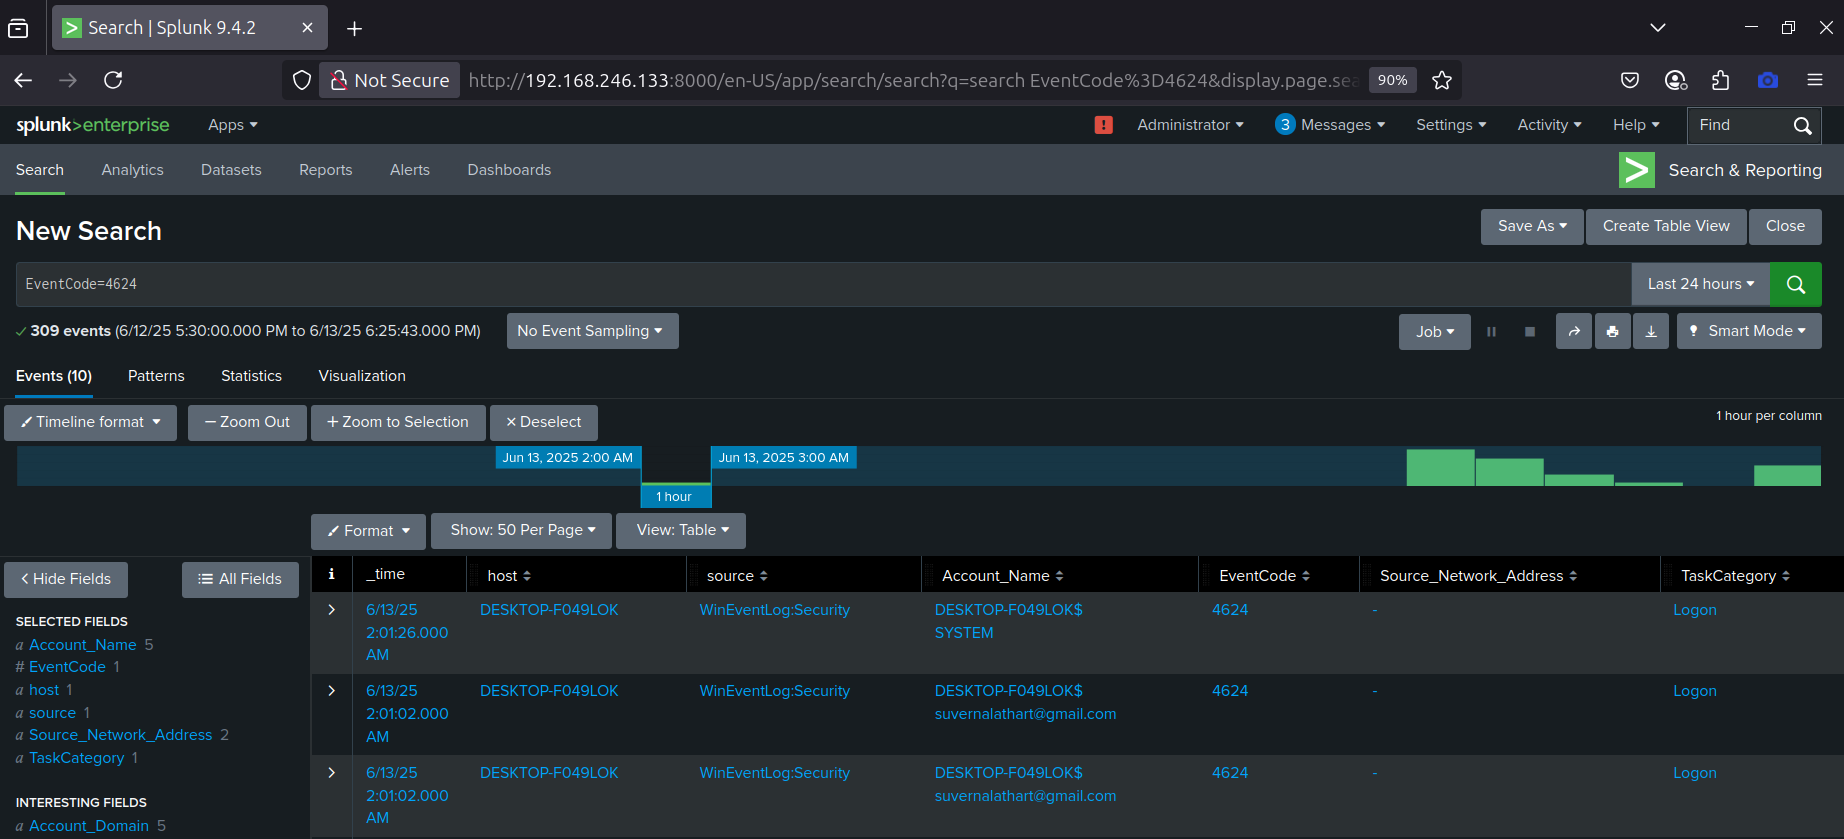 Search | Splunk 9.4.2
Not Secure http://192.168.246.133:8000/en-US/app/search/search?q=search EventCode%3D4624&display.page.sea 90%
splunk>enterprise Apps Administrator 3 Messages Settings Activity Help Find
Search Analytics Datasets Reports Alerts Dashboards Search & Reporting
New Search Save As Create Table View Close
EventCode=4624 Last 24 hours
309 events (6/12/25 5:30:00.000 PM to 6/13/25 6:25:43.000 PM) No Event Sampling Job Smart Mode
Events (10) Patterns Statistics Visualization
Timeline format Zoom Out + Zoom to Selection × Deselect 1 hour per column
Jun 13, 2025 2:00 AM Jun 13, 2025 3:00 AM
1 hour
Format Show: 50 Per Page View: Table
Hide Fields All Fields
i _time host source Account_Name EventCode Source_Network_Address TaskCategory
SELECTED FIELDS
a Account_Name 5
# EventCode 1
a host 1
a source 1
a Source_Network_Address 2
a TaskCategory 1
INTERESTING FIELDS
a Account_Domain 5
6/13/25 DESKTOP-F049LOK WinEventLog:Security DESKTOP-F049LOK$ 4624 - Logon
2:01:26.000 SYSTEM
AM
6/13/25 DESKTOP-F049LOK WinEventLog:Security DESKTOP-F049LOK$ 4624 - Logon
2:01:02.000 suvernalathart@gmail.com
AM
6/13/25 DESKTOP-F049LOK WinEventLog:Security DESKTOP-F049LOK$ 4624 - Logon
2:01:02.000 suvernalathart@gmail.com
AM